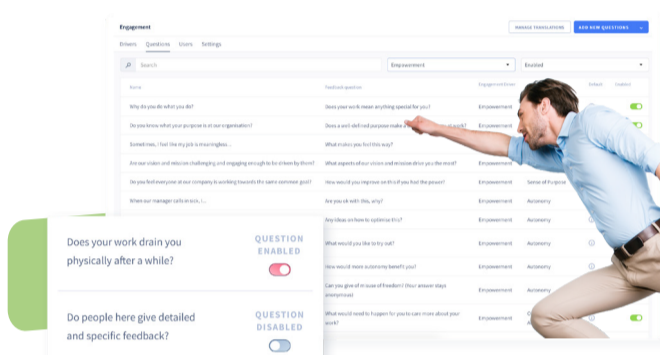 Engagement
MANAGE TRANSLATIONS
ADD NEW QUESTIONS
Drivers Questions Users Settings
Search
Empowerment
Enabled
Name Feedback question Engagement Driver Default Enabled
Why do you do what you do? Does your work mean anything special for you? Empowerment
Do you know what your purpose is at our organisation? Does a well-defined purpose make a at work? Empowerment
Sometimes, I feel like my job is meaningless... What makes you feel this way? Empowerment
Are our vision and mission challenging and engaging enough to be driven by them? What aspects of our vision and mission drive you the most? Empowerment
Do you feel everyone at our company is working towards the same common goal? How would you improve on this if you had the power? Empowerment Sense of Purpose
When our manager calls in sick, I... Are you ok with this, why? Empowerment Autonomy
Any ideas on how to optimise this? Empowerment Autonomy
What would you like to try out? Empowerment Autonomy
How would more autonomy benefit you? Empowerment Autonomy
Can you give of misuse of freedom? (Your answer stays
anonymous) Empowerment Autonomy
What would need to happen for you to care more about your
work? Empowerment
Does your work drain you
physically after a while?
QUESTION
ENABLED
Do people here give detailed
and specific feedback?
QUESTION
DISABLED